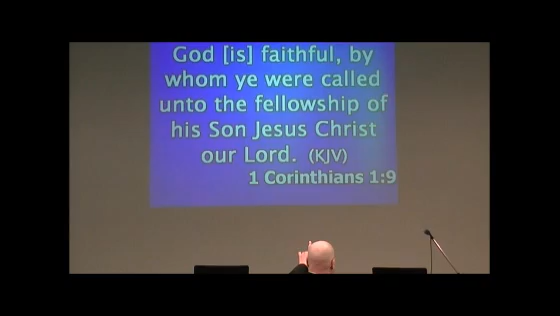 God [is] faithful, by
whom ye were called
unto the fellowship of
his Son Jesus Christ
our Lord. (KJV)
1 Corinthians 1:9